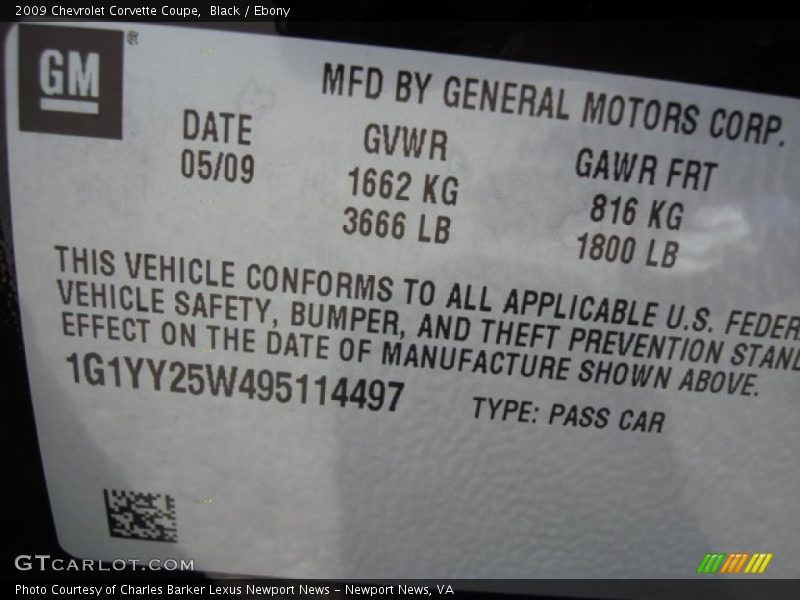 2009 Chevrolet Corvette Coupe, Black / Ebony
GM®
MFD BY GENERAL MOTORS CORP.
DATE GVWR GAWR FRT
05/09 1662 KG 816 KG
3666 LB 1800 LB
THIS VEHICLE CONFORMS TO ALL APPLICABLE U.S. FEDER
VEHICLE SAFETY, BUMPER, AND THEFT PREVENTION STAND
EFFECT ON THE DATE OF MANUFACTURE SHOWN ABOVE.
1G1YY25W495114497 TYPE: PASS CAR
GTCARLOT.COM
Photo Courtesy of Charles Barker Lexus Newport News – Newport News, VA